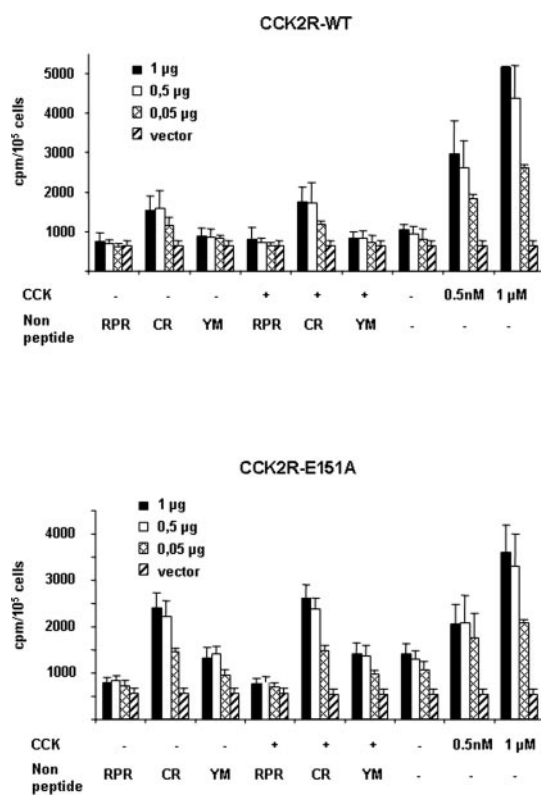 CCK2R-WT
cpm/10⁵ cells
5000
4000
3000
2000
1000
1 µg
0,5 µg
0,05 µg
vector
CCK - - - + + + - 0.5nM 1 µM
Non peptide RPR CR YM RPR CR YM - - -
CCK2R-E151A
cpm/10⁵ cells
4000
3000
2000
1000
1 µg
0,5 µg
0,05 µg
vector
CCK - - - + + + - 0.5nM 1 µM
Non peptide RPR CR YM RPR CR YM - - -